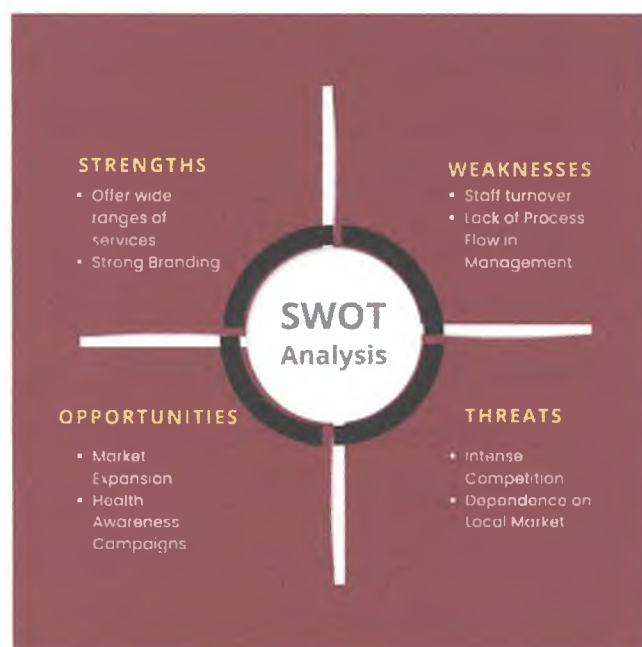 STRENGTHS
• Offer wide
ranges of
services
• Strong Branding
WEAKNESSES
• Staff turnover
• Lack of Process
Flow in
Management
SWOT
Analysis
OPPORTUNITIES
• Market
Expansion
• Health
Awareness
Campaigns
THREATS
• Intense
Competition
• Dependence on
Local Market